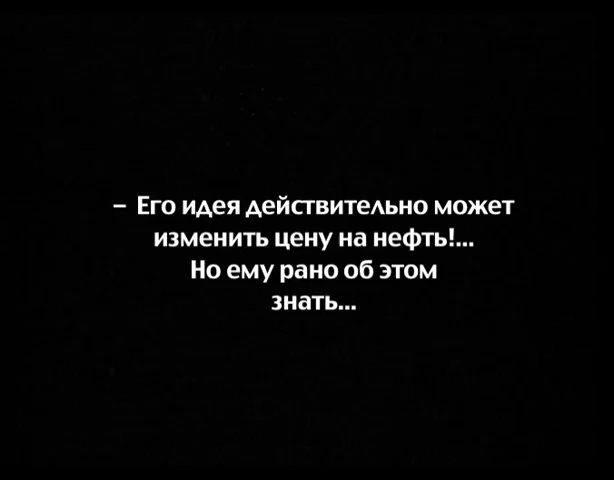 – Его идея действительно может
изменить цену на нефть!...
Но ему рано об этом
знать...